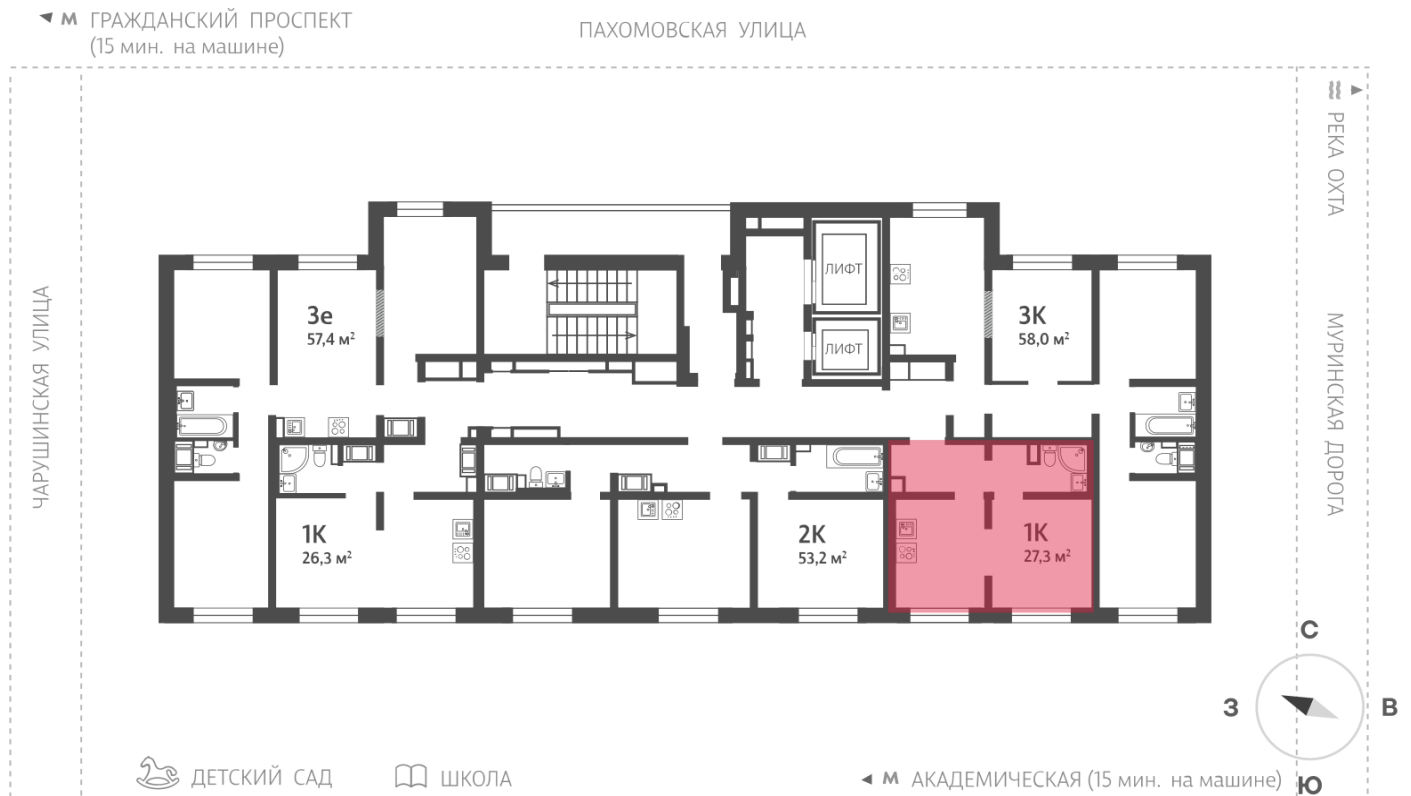 М ГРАЖДАНСКИЙ ПРОСПЕКТ
(15 мин. на машине)
ПАХОМОВСКАЯ УЛИЦА
РЕКА ОХТА
ЧАРУШИНСКАЯ УЛИЦА
МУРИНСКАЯ ДОРОГА
ЛИФТ
ЛИФТ
3е
57,4 м²
3К
58,0 м²
1К
26,3 м²
2К
53,2 м²
1К
27,3 м²
С
З
В
Ю
ДЕТСКИЙ САД
ШКОЛА
М АКАДЕМИЧЕСКАЯ (15 мин. на машине)